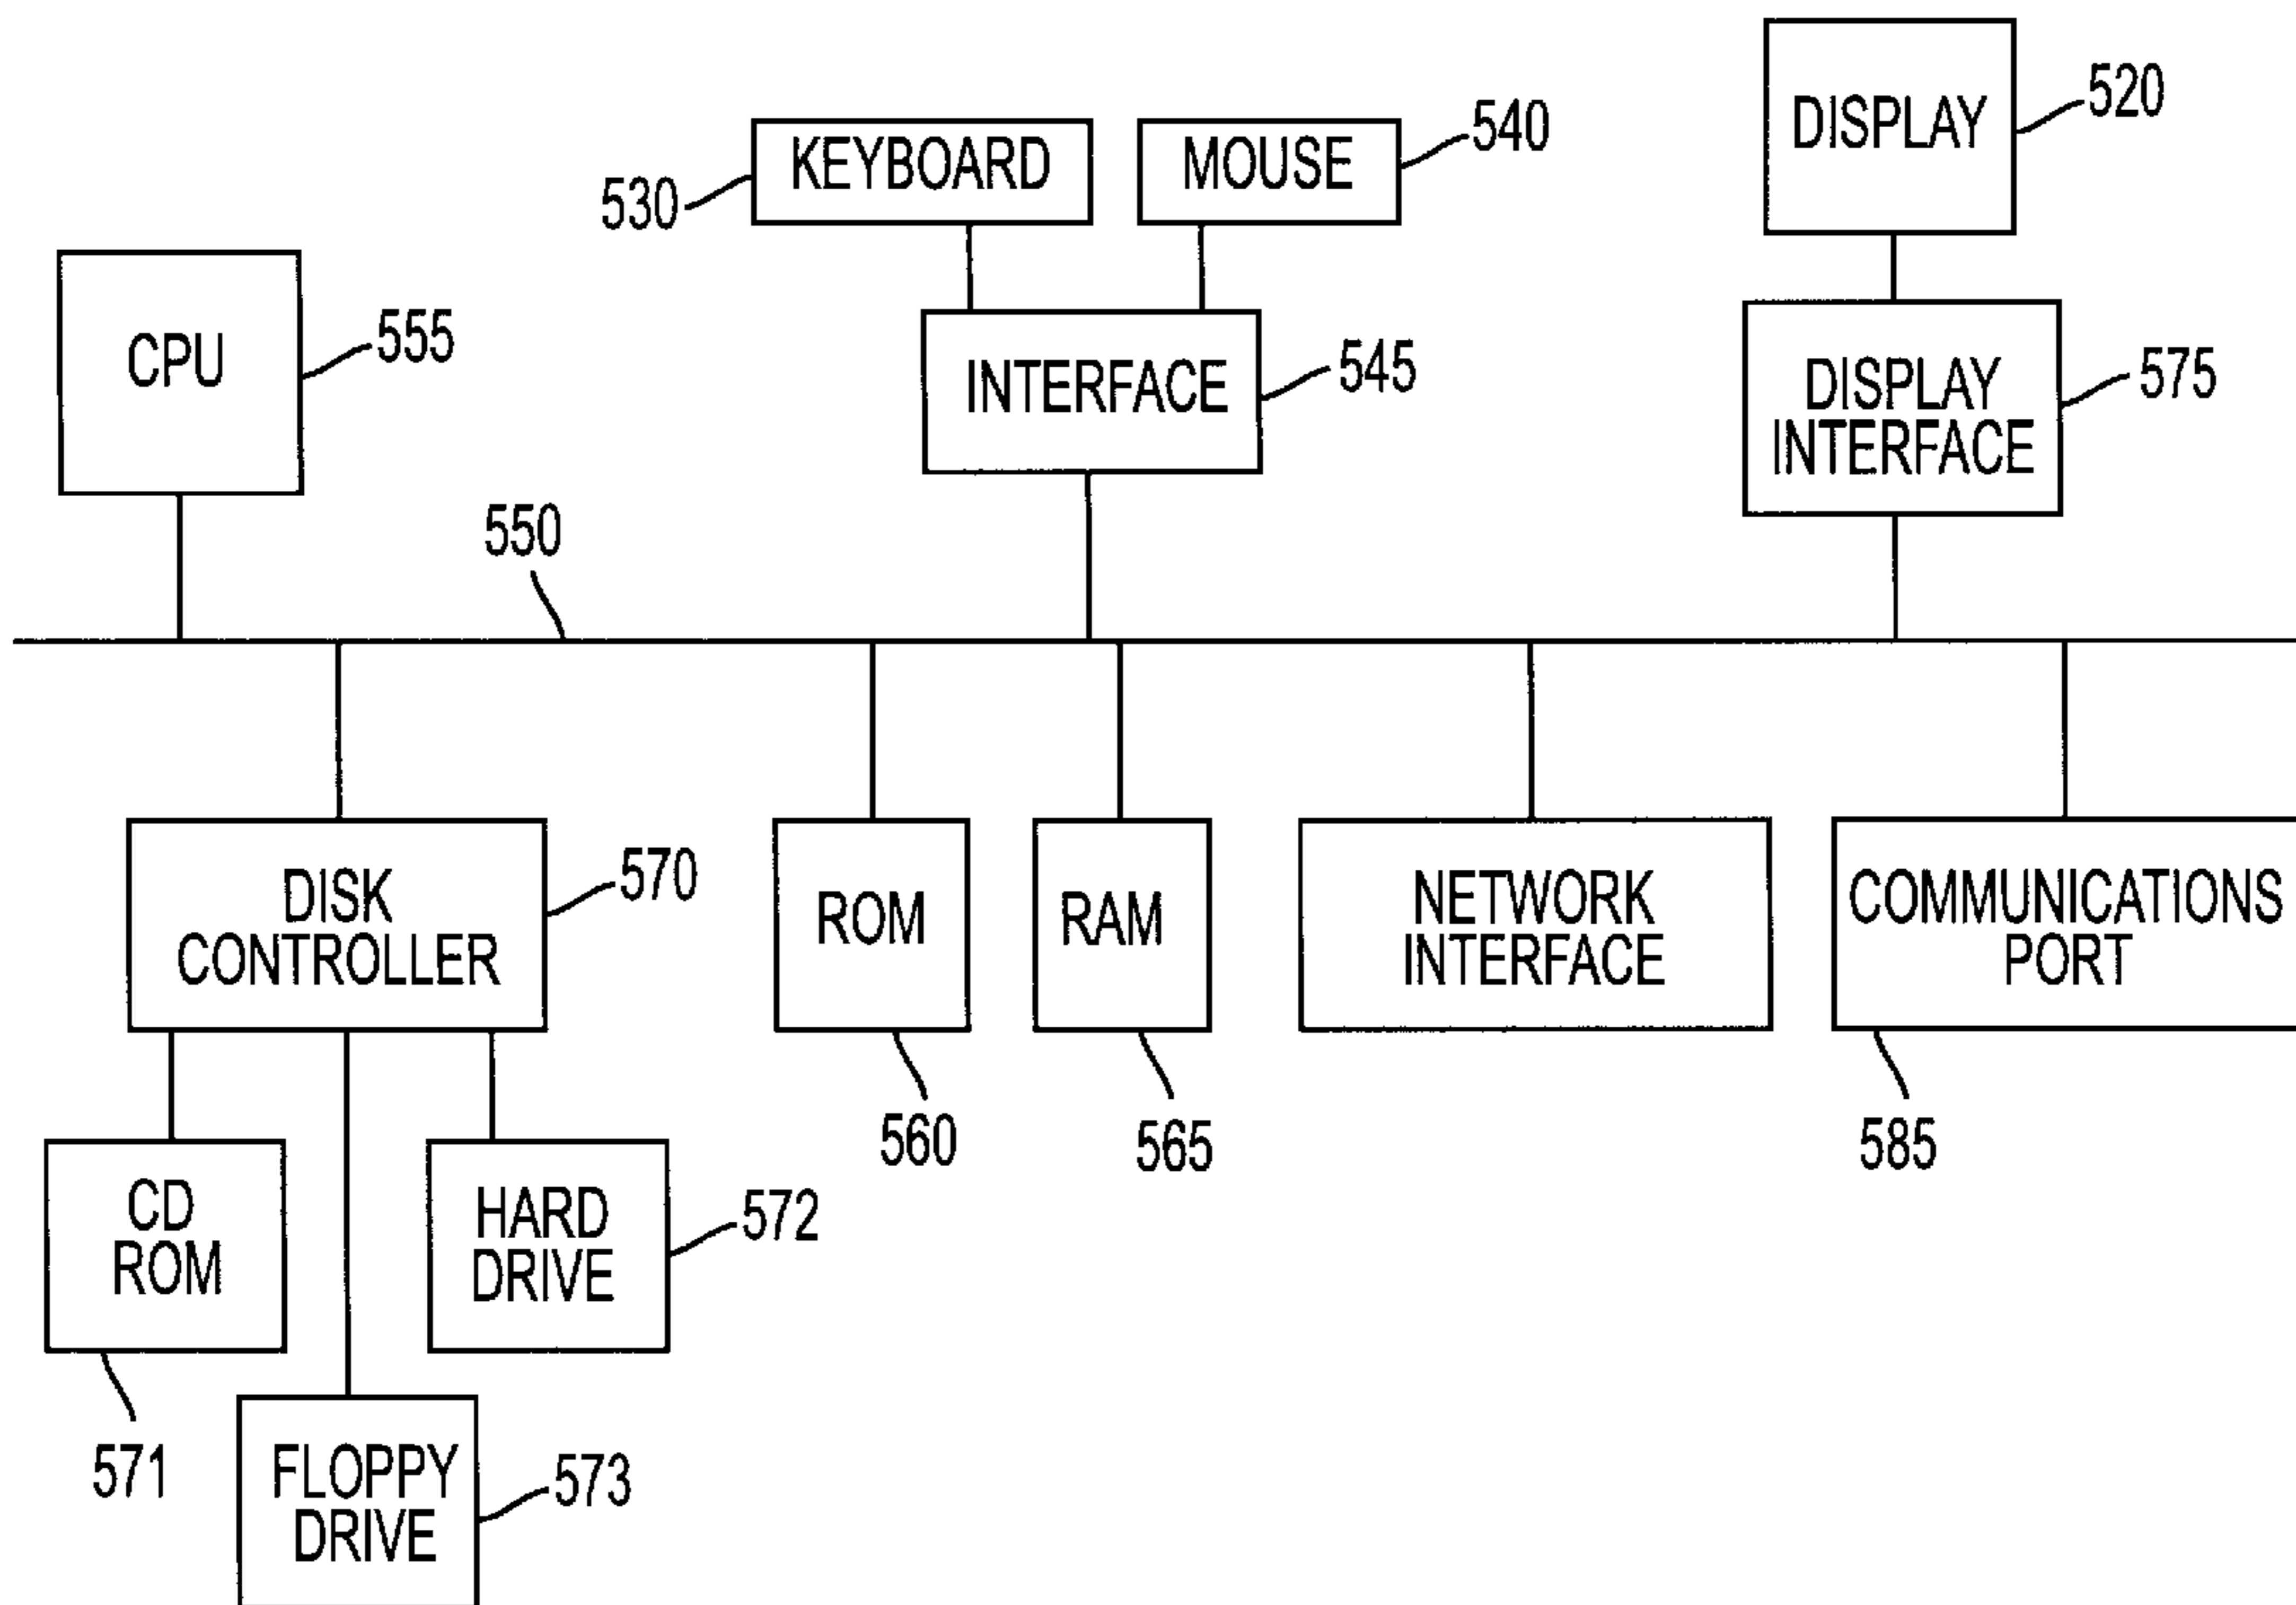 DISPLAY
520
KEYBOARD
530
MOUSE
540
CPU
555
INTERFACE
545
DISPLAY
INTERFACE
575
550
DISK
CONTROLLER
570
ROM
560
RAM
565
NETWORK
INTERFACE
COMMUNICATIONS
PORT
585
CD
ROM
571
HARD
DRIVE
572
FLOPPY
DRIVE
573